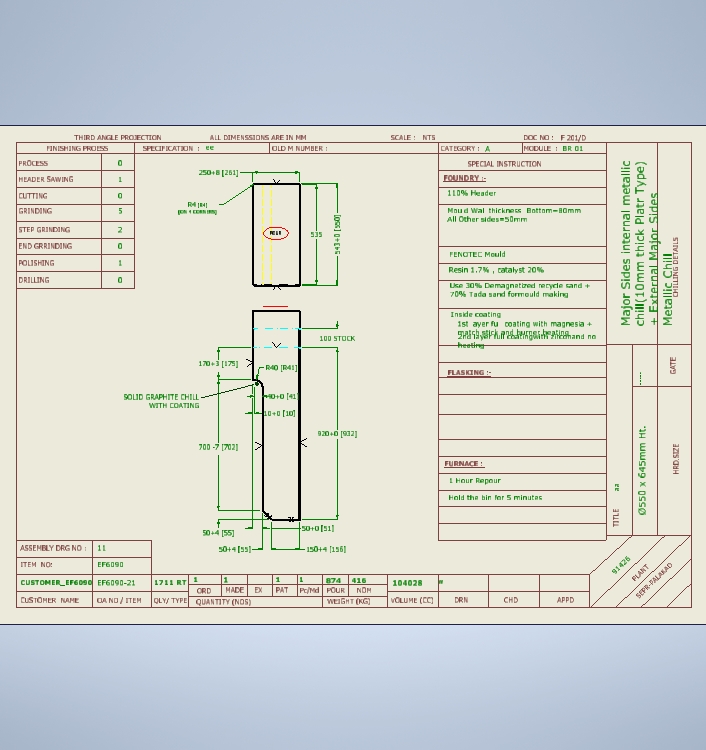 THIRD ANGLE PROJECTION ALL DIMENSSIONS ARE IN MM SCALE : NTS DOC NO : F 201/D
FINISHING PROESS SPECIFICATION : ee OLD M NUMBER : CATEGORY : A MODULE : BR 01
PROCESS 0
HEADER SAWING 1
CUTTING 0
GRINDING 5
STEP GRINDING 2
END GRRINDING 0
POLISHING 1
DRILLING 0
250+8 [261]
R4 [R4]
535
543+0 [550]
100 STOCK
170+3 [175]
R40 [R41]
SOLID GRAPHITE CHILL
WITH COATING
40+0 [41]
10+0 [10]
700 -7 [702]
920+0 [932]
50+4 [55]
50+0 [51]
50+4 [55]
150+4 [156]
SPECIAL INSTRUCTION
FOUNDRY :-
110% Header
Mould Wal thickness Bottom=80mm
All Other sides=50mm
FENOTEC Mould
Resin 1.7% , catalyst 20%
Use 30% Demagnetized recycle sand +
70% Tada sand formould making
Inside coating
1st ayer fu coating with magnesia +
match stick and burner heating
2nd layer full coatingwith zirconand no
heating
FLASKING :-
FURNACE :
1 Hour Repour
Hold the bin for 5 minutes
Major Sides internal metallic
chill(10mm thick Platr Type)
+ External Major Sides
Metallic Chill
CHILLING DETAILS
GATE
.....
Ø550 x 645mm Ht.
HRD.SIZE
TITLE aa
91426
PLANT
SEPR-PALAKAD
ASSEMBLY DRG NO : 11
ITEM NO: EF6090
CUSTOMER_EF6090 EF6090-21 1711 RT 1 1 1 1 874 416 104028 #
ORD MADE EX PAT Pc/Md POUR NOM
CUSTOMER NAME OA NO / ITEM QLY/ TYPE QUANTITY (NOS) WEIGHT (KG) VOLUME (CC) DRN CHD APPD